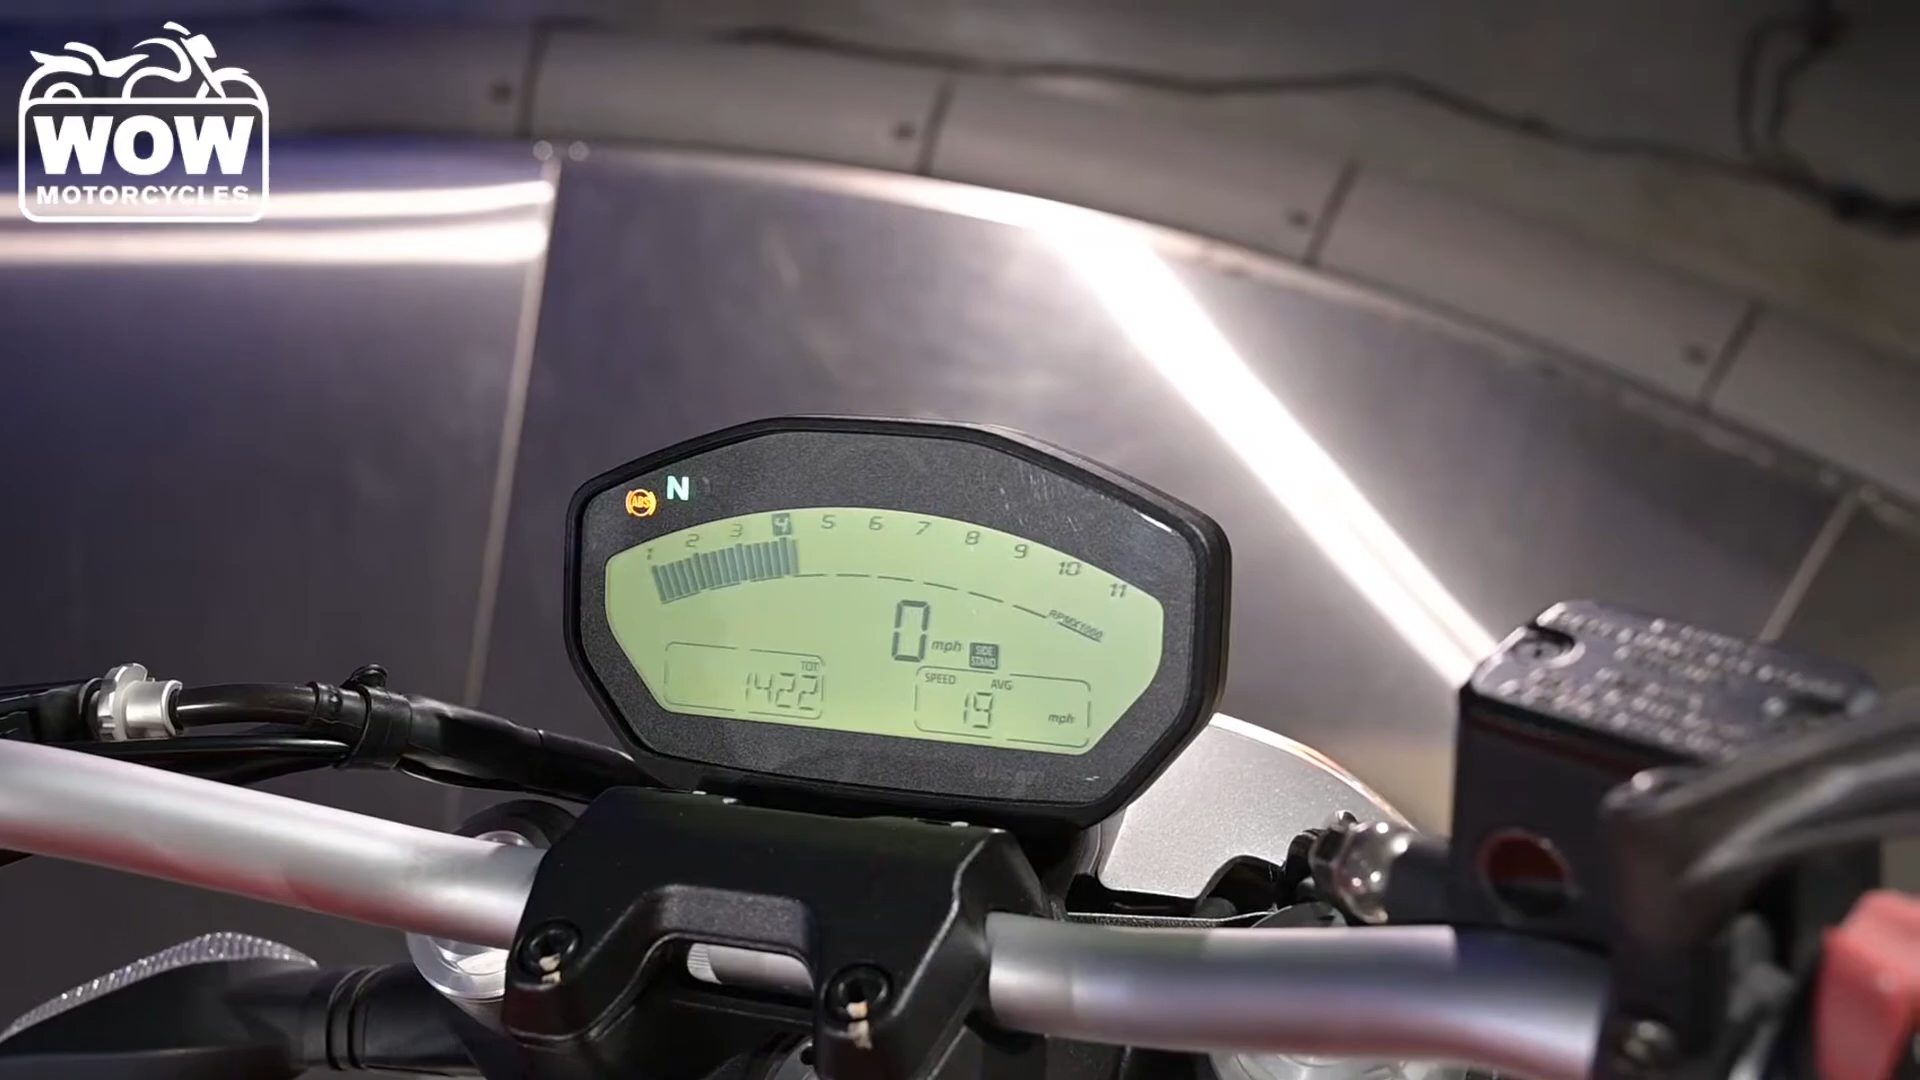 WOW
MOTORCYCLES
ABS
N
1 2 3 4 5 6 7 8 9 10 11
RPMX1000
0 mph SIDE STAND
TOT
1422
SPEED AVG
19 mph